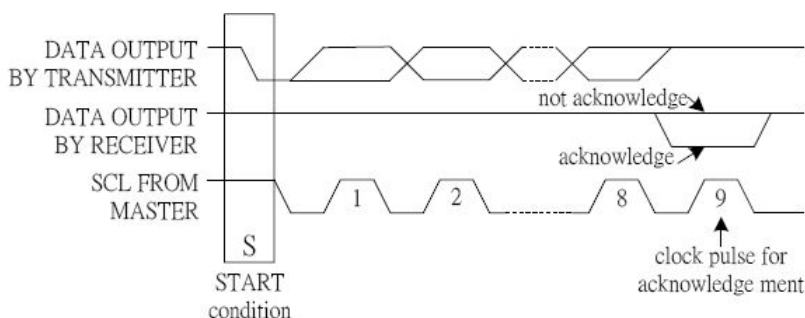 DATA OUTPUT
BY TRANSMITTER
not acknowledge
DATA OUTPUT
BY RECEIVER
acknowledge
SCL FROM
MASTER
1
2
8
9
S
START
condition
clock pulse for
acknowledge ment